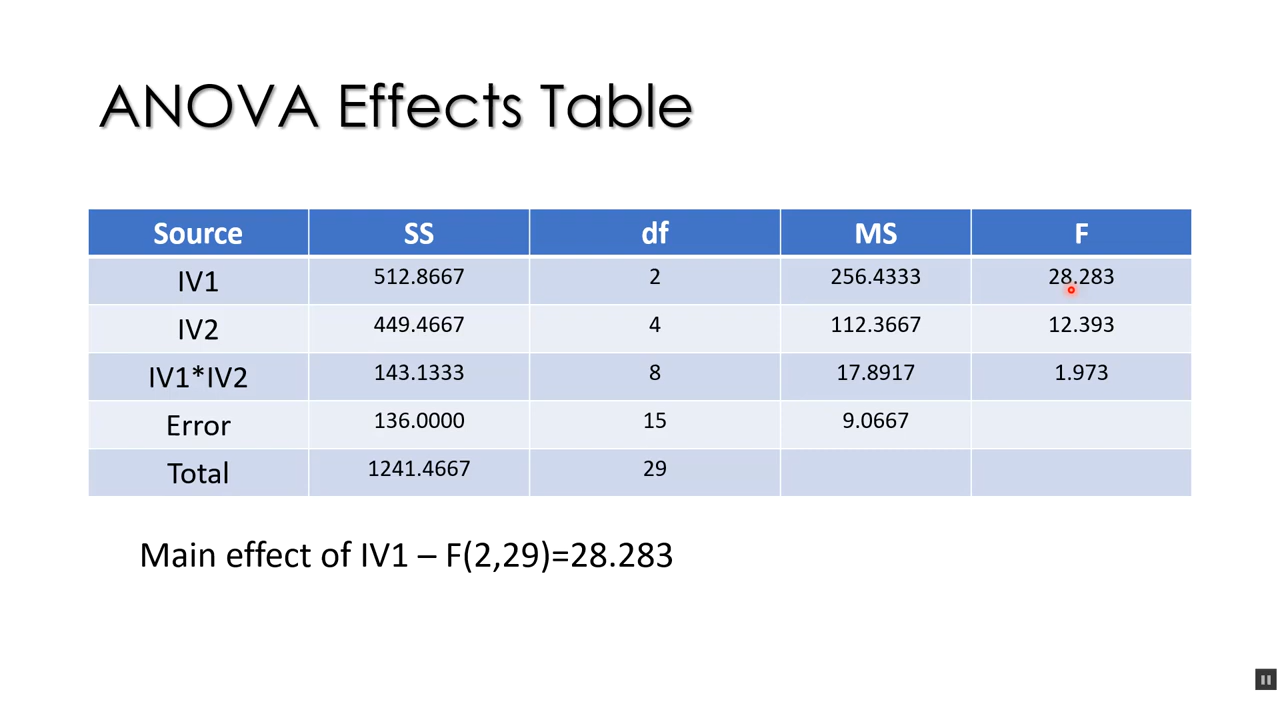 ANOVA Effects Table
Source SS df MS F
IV1 512.8667 2 256.4333 28.283
IV2 449.4667 4 112.3667 12.393
IV1*IV2 143.1333 8 17.8917 1.973
Error 136.0000 15 9.0667
Total 1241.4667 29
Main effect of IV1 – F(2,29)=28.283